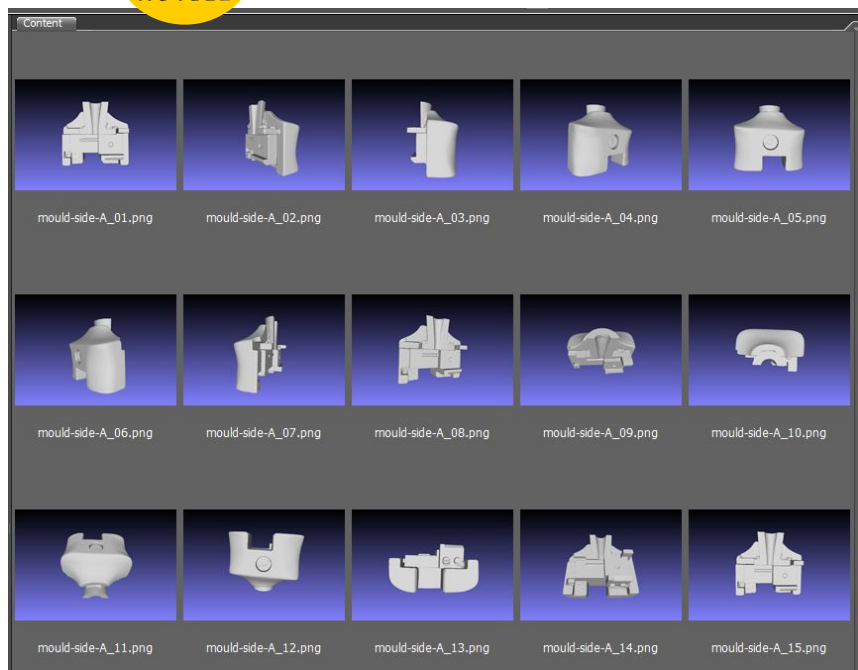 Content
mould-side-A_01.png mould-side-A_02.png mould-side-A_03.png mould-side-A_04.png mould-side-A_05.png
mould-side-A_06.png mould-side-A_07.png mould-side-A_08.png mould-side-A_09.png mould-side-A_10.png
mould-side-A_11.png mould-side-A_12.png mould-side-A_13.png mould-side-A_14.png mould-side-A_15.png